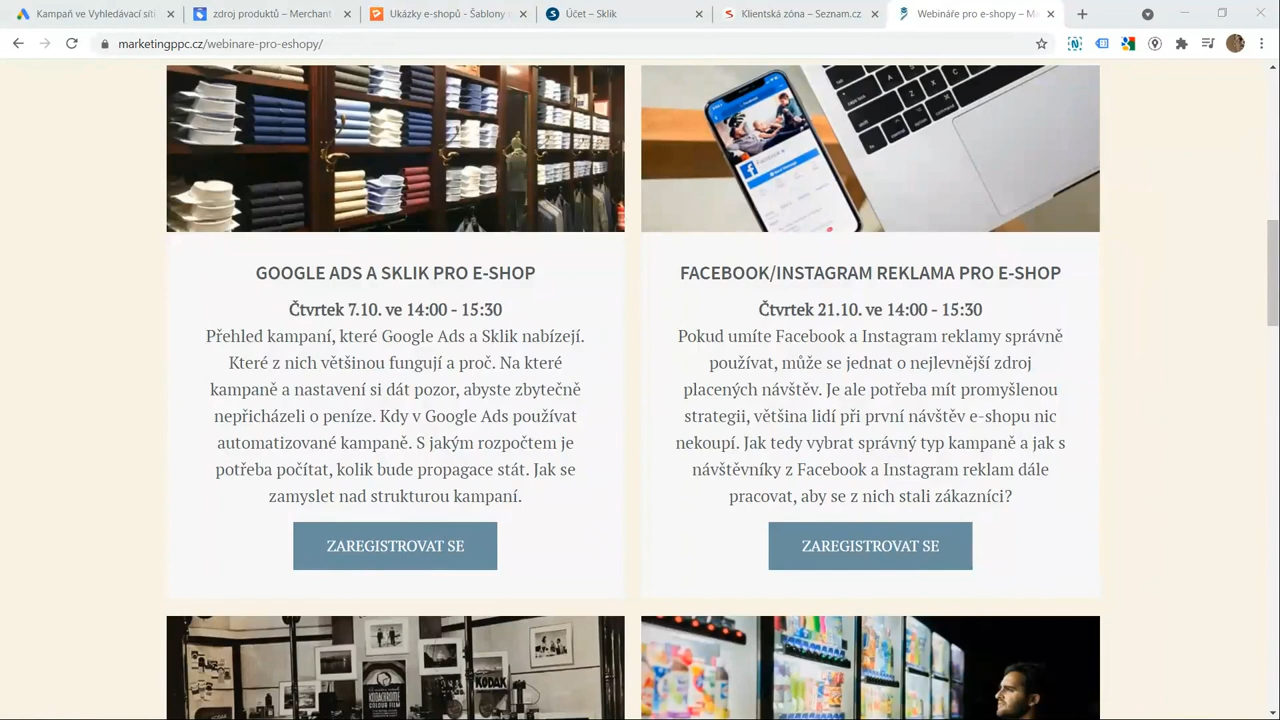 Kampaň ve Vyhledávací síti
zdroj produktů – Merchant
Ukázky e-shopů - Šablony
Účet – Sklik
Klientská zóna – Seznam.cz
Webináře pro e-shopy – M
marketingppc.cz/webinare-pro-eshopy/
GOOGLE ADS A SKLIK PRO E-SHOP
Čtvrtek 7.10. ve 14:00 - 15:30
Přehled kampaní, které Google Ads a Sklik nabízejí.
Které z nich většinou fungují a proč. Na které
kampaně a nastavení si dát pozor, abyste zbytečně
nepřicházeli o peníze. Kdy v Google Ads používat
automatizované kampaně. S jakým rozpočtem je
potřeba počítat, kolik bude propagace stát. Jak se
zamyslet nad strukturou kampaní.
ZAREGISTROVAT SE
FACEBOOK/INSTAGRAM REKLAMA PRO E-SHOP
Čtvrtek 21.10. ve 14:00 - 15:30
Pokud umíte Facebook a Instagram reklamy správně
používat, může se jednat o nejlevnější zdroj
placených návštěv. Je ale potřeba mít promyšlenou
strategii, většina lidí při první návštěv e-shopu nic
nekoupí. Jak tedy vybrat správný typ kampaně a jak s
návštěvníky z Facebook a Instagram reklam dále
pracovat, aby se z nich stali zákazníci?
ZAREGISTROVAT SE
KODAK